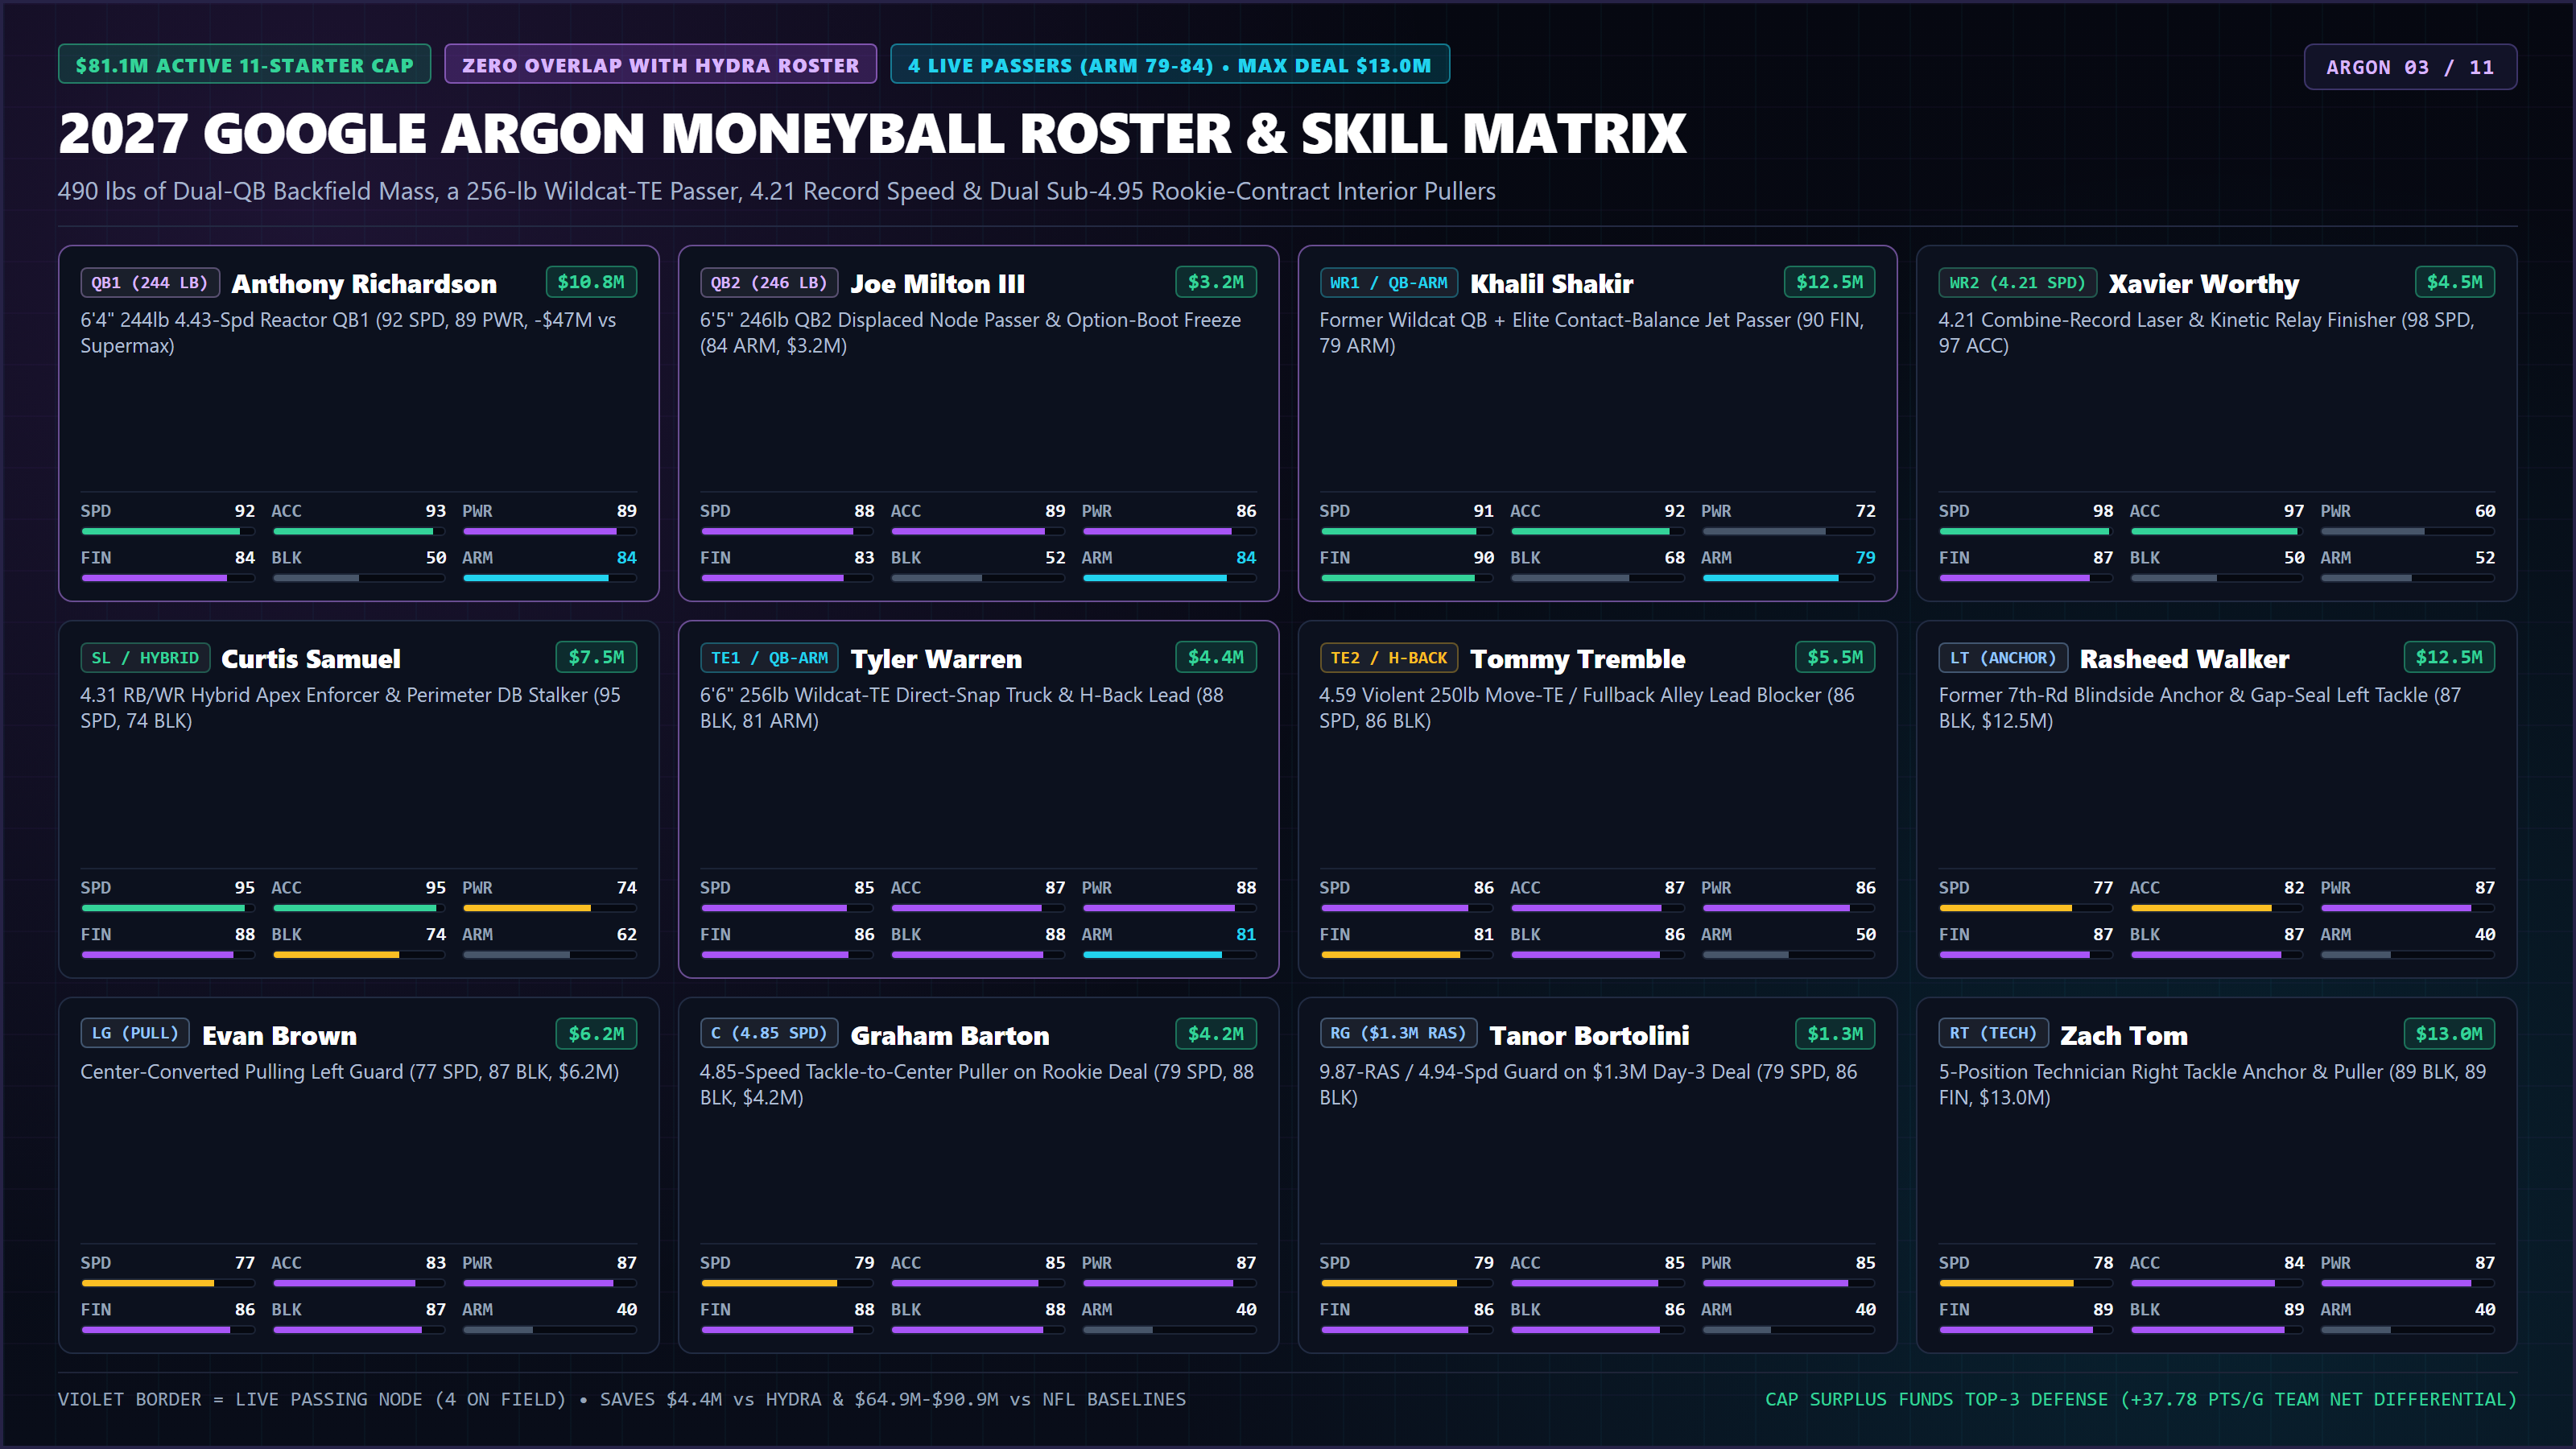 $81.1M ACTIVE 11-STARTER CAP
ZERO OVERLAP WITH HYDRA ROSTER
4 LIVE PASSERS (ARM 79-84) • MAX DEAL $13.0M
ARGON 03 / 11
2027 GOOGLE ARGON MONEYBALL ROSTER & SKILL MATRIX
490 lbs of Dual-QB Backfield Mass, a 256-lb Wildcat-TE Passer, 4.21 Record Speed & Dual Sub-4.95 Rookie-Contract Interior Pullers
QB1 (244 LB) Anthony Richardson $10.8M
6'4" 244lb 4.43-Spd Reactor QB1 (92 SPD, 89 PWR, -$47M vs
Supermax)
SPD 92 ACC 93 PWR 89
FIN 84 BLK 50 ARM 84
QB2 (246 LB) Joe Milton III $3.2M
6'5" 246lb QB2 Displaced Node Passer & Option-Boot Freeze
(84 ARM, $3.2M)
SPD 88 ACC 89 PWR 86
FIN 83 BLK 52 ARM 84
WR1 / QB-ARM Khalil Shakir $12.5M
Former Wildcat QB + Elite Contact-Balance Jet Passer (90 FIN,
79 ARM)
SPD 91 ACC 92 PWR 72
FIN 90 BLK 68 ARM 79
WR2 (4.21 SPD) Xavier Worthy $4.5M
4.21 Combine-Record Laser & Kinetic Relay Finisher (98 SPD,
97 ACC)
SPD 98 ACC 97 PWR 60
FIN 87 BLK 50 ARM 52
SL / HYBRID Curtis Samuel $7.5M
4.31 RB/WR Hybrid Apex Enforcer & Perimeter DB Stalker (95
SPD, 74 BLK)
SPD 95 ACC 95 PWR 74
FIN 88 BLK 74 ARM 62
TE1 / QB-ARM Tyler Warren $4.4M
6'6" 256lb Wildcat-TE Direct-Snap Truck & H-Back Lead (88
BLK, 81 ARM)
SPD 85 ACC 87 PWR 88
FIN 86 BLK 88 ARM 81
TE2 / H-BACK Tommy Tremble $5.5M
4.59 Violent 250lb Move-TE / Fullback Alley Lead Blocker (86
SPD, 86 BLK)
SPD 86 ACC 87 PWR 86
FIN 81 BLK 86 ARM 50
LT (ANCHOR) Rasheed Walker $12.5M
Former 7th-Rd Blindside Anchor & Gap-Seal Left Tackle (87
BLK, $12.5M)
SPD 77 ACC 82 PWR 87
FIN 87 BLK 87 ARM 40
LG (PULL) Evan Brown $6.2M
Center-Converted Pulling Left Guard (77 SPD, 87 BLK, $6.2M)
SPD 77 ACC 83 PWR 87
FIN 86 BLK 87 ARM 40
C (4.85 SPD) Graham Barton $4.2M
4.85-Speed Tackle-to-Center Puller on Rookie Deal (79 SPD, 88
BLK, $4.2M)
SPD 79 ACC 85 PWR 87
FIN 88 BLK 88 ARM 40
RG ($1.3M RAS) Tanor Bortolini $1.3M
9.87-RAS / 4.94-Spd Guard on $1.3M Day-3 Deal (79 SPD, 86
BLK)
SPD 79 ACC 85 PWR 85
FIN 86 BLK 86 ARM 40
RT (TECH) Zach Tom $13.0M
5-Position Technician Right Tackle Anchor & Puller (89 BLK, 89
FIN, $13.0M)
SPD 78 ACC 84 PWR 87
FIN 89 BLK 89 ARM 40
VIOLET BORDER = LIVE PASSING NODE (4 ON FIELD) • SAVES $4.4M vs HYDRA & $64.9M-$90.9M vs NFL BASELINES
CAP SURPLUS FUNDS TOP-3 DEFENSE (+37.78 PTS/G TEAM NET DIFFERENTIAL)